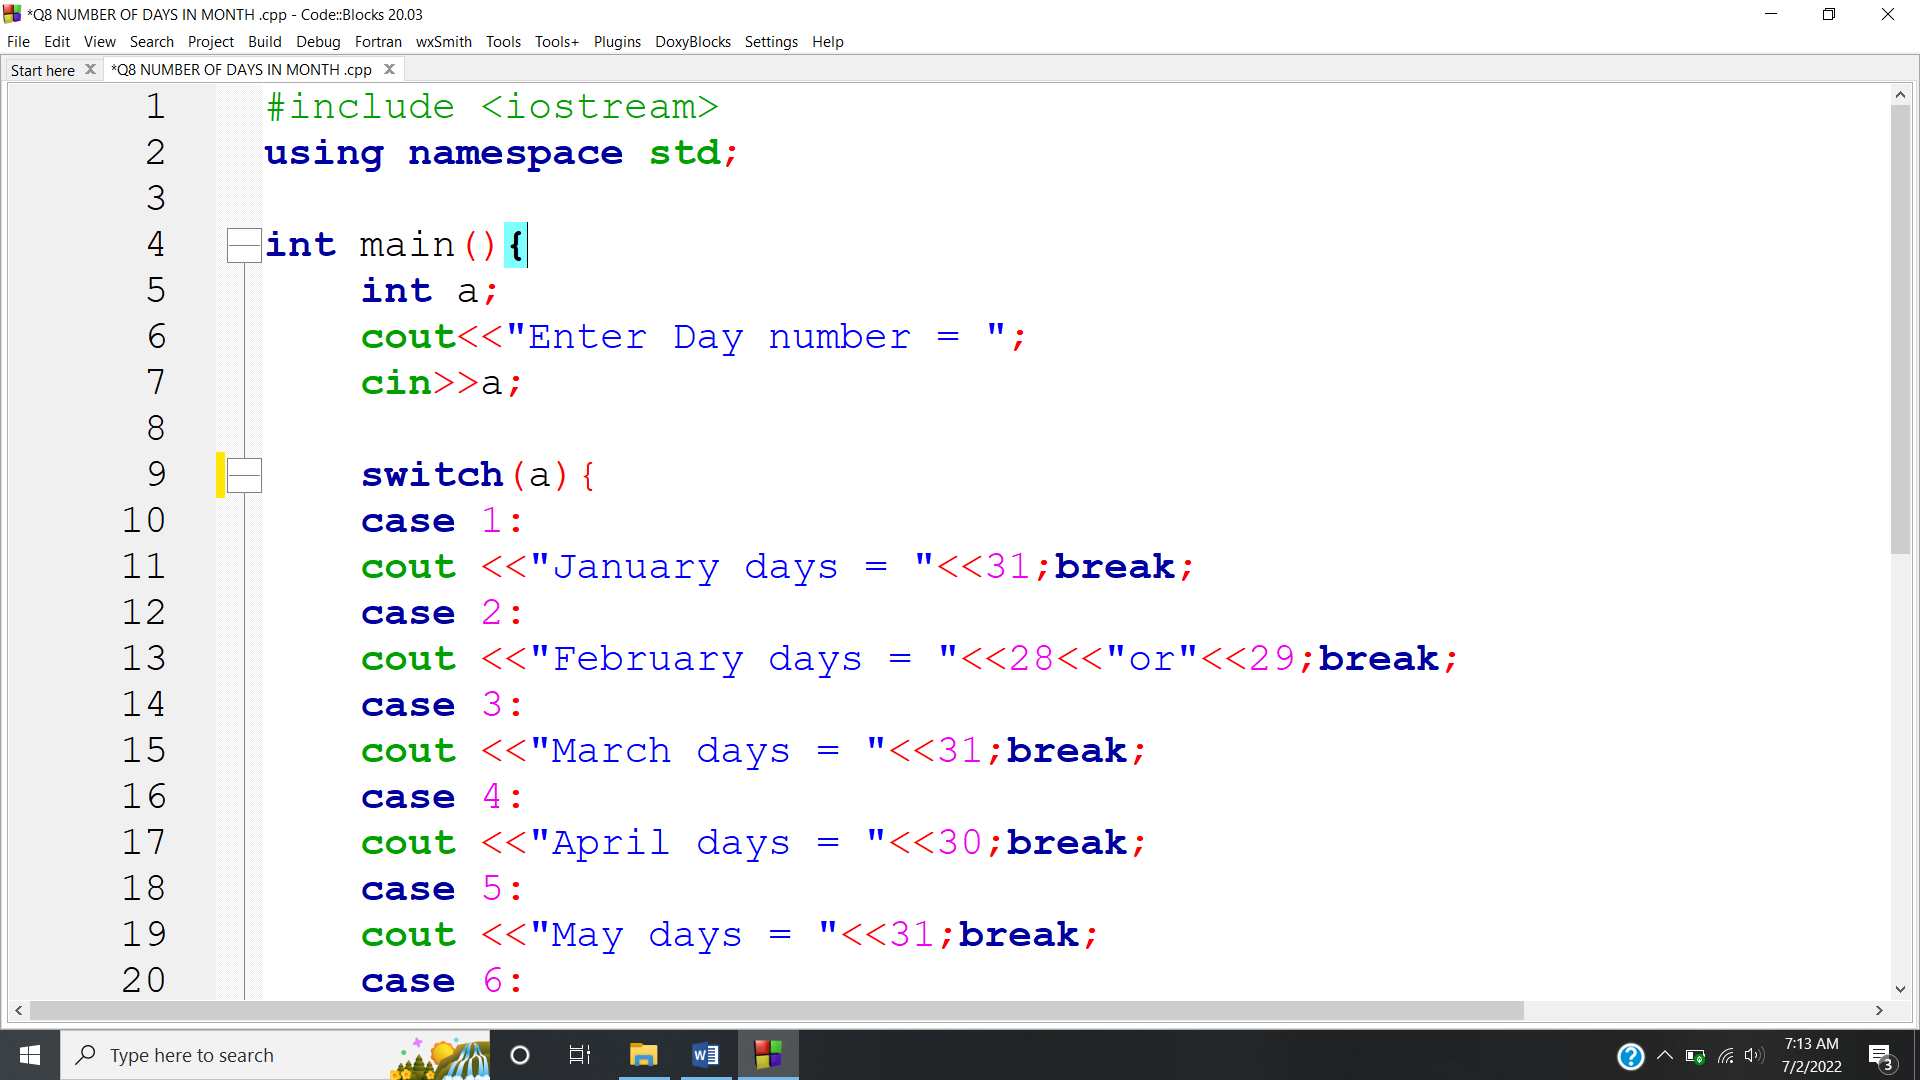 *Q8 NUMBER OF DAYS IN MONTH .cpp - Code::Blocks 20.03
File Edit View Search Project Build Debug Fortran wxSmith Tools Tools+ Plugins DoxyBlocks Settings Help
Start here *Q8 NUMBER OF DAYS IN MONTH .cpp
1 #include <iostream>
2 using namespace std;
3
4 int main(){
5 int a;
6 cout<<"Enter Day number = ";
7 cin>>a;
8
9 switch(a){
10 case 1:
11 cout <<"January days = "<<31;break;
12 case 2:
13 cout <<"February days = "<<28<<"or"<<29;break;
14 case 3:
15 cout <<"March days = "<<31;break;
16 case 4:
17 cout <<"April days = "<<30;break;
18 case 5:
19 cout <<"May days = "<<31;break;
20 case 6:
Type here to search
7:13 AM
7/2/2022
3